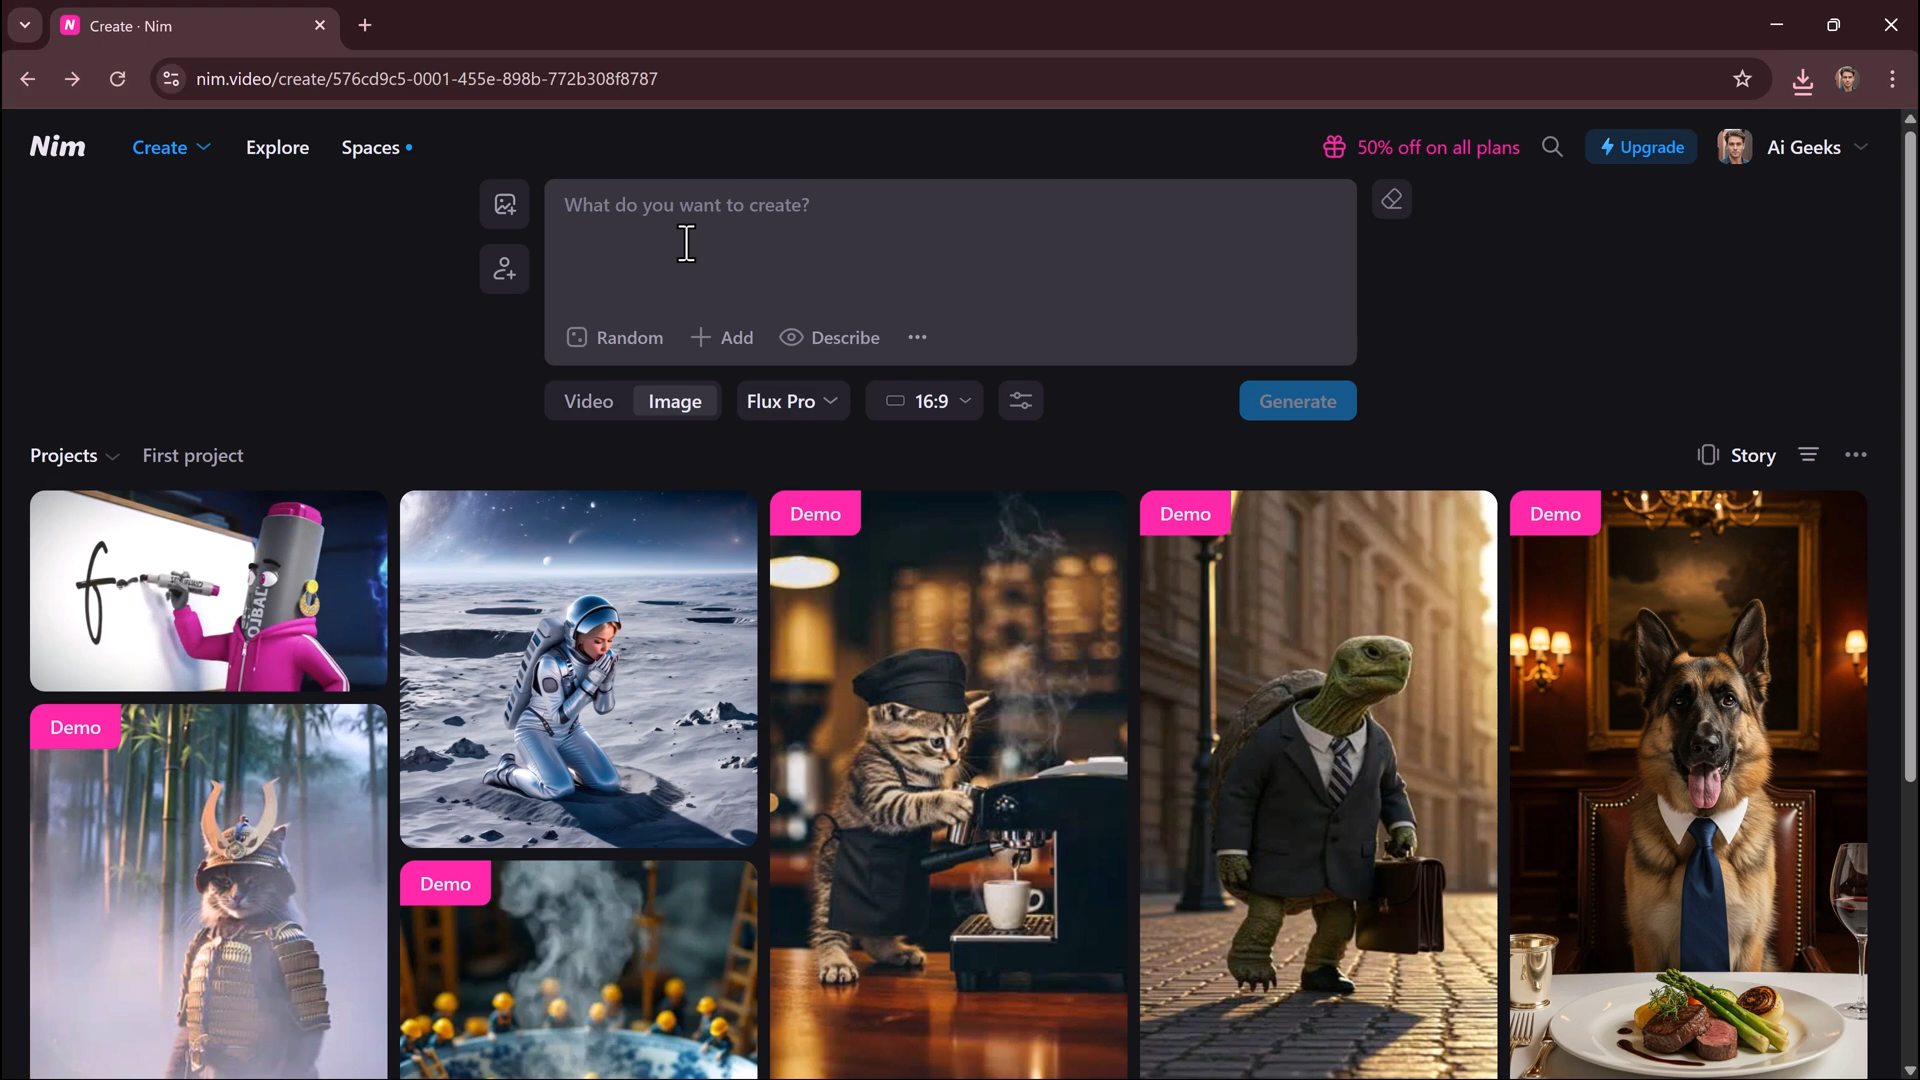 Create · Nim
nim.video/create/576cd9c5-0001-455e-898b-772b308f8787
Nim
Create
Explore
Spaces
50% off on all plans
Upgrade
Ai Geeks
What do you want to create?
Random
Add
Describe
Video
Image
Flux Pro
16:9
Generate
Projects
First project
Story
Demo
Demo
Demo
Demo
Demo